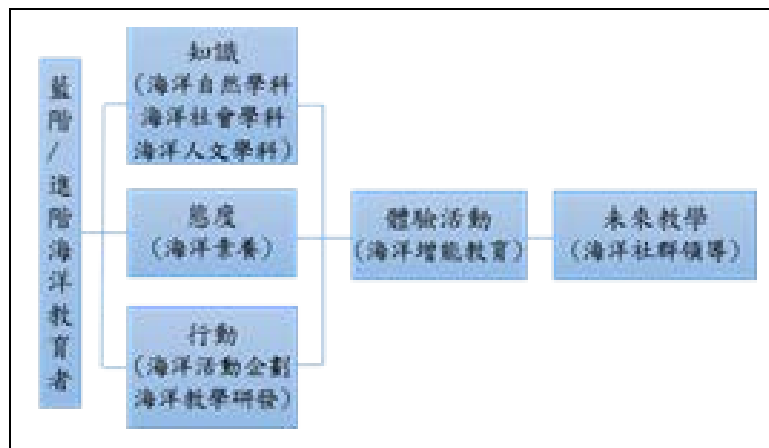 藍階/進階海洋教育者
知識
(海洋自然學科
海洋社會學科
海洋人文學科)
態度
(海洋素養)
行動
(海洋活動企劃
海洋教學研發)
體驗活動
(海洋增能教育)
未來教學
(海洋社群領導)